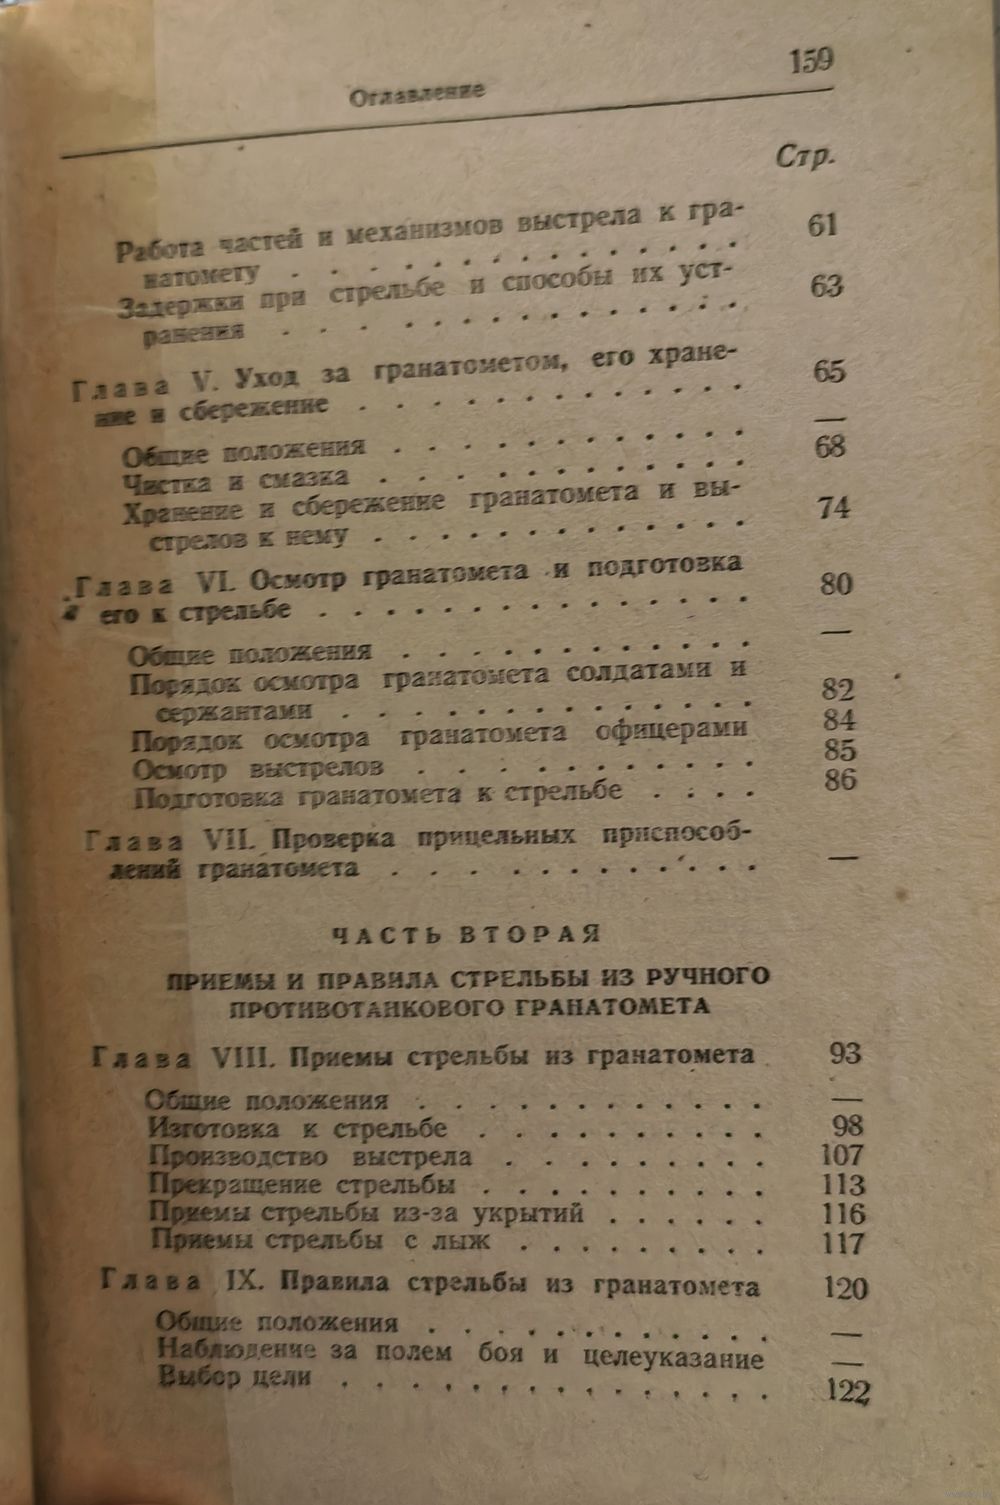 Оглавление 159
Стр.
Работа частей и механизмов выстрела к гра-
натомету . . . . . . . . . . . . . 61
Задержки при стрельбе и способы их уст-
ранения . . . . . . . . . . . . . 63
Глава V. Уход за гранатометом, его хране-
ние и сбережение . . . . . . . . . . . . 65
Общие положения . . . . . . . . . . . —
Чистка и смазка . . . . . . . . . . . 68
Хранение и сбережение гранатомета и вы-
стрелов к нему . . . . . . . . . . . 74
Глава VI. Осмотр гранатомета и подготовка
его к стрельбе . . . . . . . . . . . . . 80
Общие положения . . . . . . . . . . —
Порядок осмотра гранатомета солдатами и
сержантами . . . . . . . . . . . . 82
Порядок осмотра гранатомета офицерами 84
Осмотр выстрелов . . . . . . . . . . 85
Подготовка гранатомета к стрельбе . . . . 86
Глава VII. Проверка прицельных приспособ-
лений гранатомета . . . . . . . . . . . —
ЧАСТЬ ВТОРАЯ
ПРИЕМЫ И ПРАВИЛА СТРЕЛЬБЫ ИЗ РУЧНОГО
ПРОТИВОТАНКОВОГО ГРАНАТОМЕТА
Глава VIII. Приемы стрельбы из гранатомета . 93
Общие положения . . . . . . . . . . —
Изготовка к стрельбе . . . . . . . . . 98
Производство выстрела . . . . . . . . 107
Прекращение стрельбы . . . . . . . . . 113
Приемы стрельбы из-за укрытий . . . . . 116
Приемы стрельбы с лыж . . . . . . . . 117
Глава IX. Правила стрельбы из гранатомета 120
Общие положения . . . . . . . . . . . —
Наблюдение за полем боя и целеуказание —
Выбор цели . . . . . . . . . . . . . 122